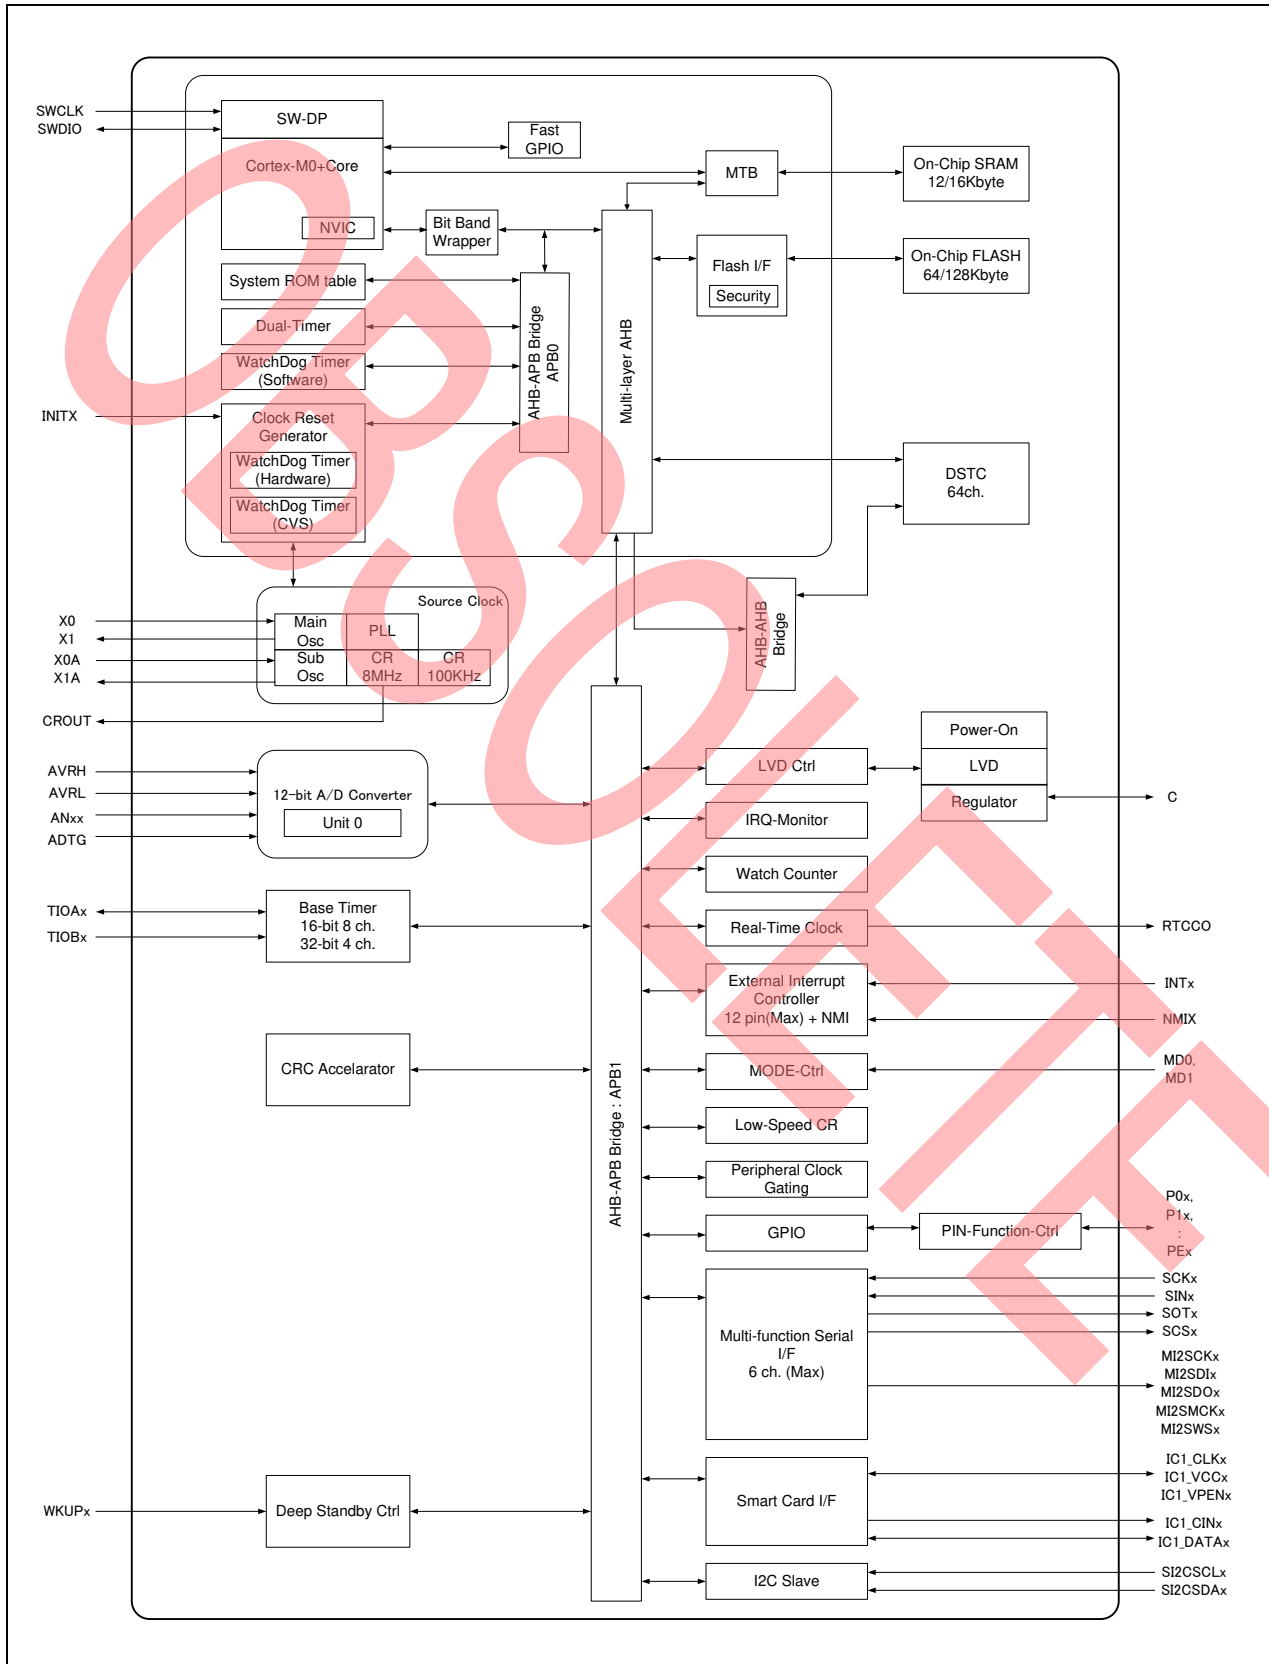 SWCLK
SWDIO
SW-DP
Cortex-M0+Core
NVIC
Fast
GPIO
Bit Band
Wrapper
MTB
On-Chip SRAM
12/16Kbyte
Flash I/F
Security
On-Chip FLASH
64/128Kbyte
System ROM table
Dual-Timer
WatchDog Timer
(Software)
AHB-APB Bridge
APB0
Multi-layer AHB
INITX
Clock Reset
Generator
WatchDog Timer
(Hardware)
WatchDog Timer
(CVS)
DSTC
64ch.
AHB-AHB
Bridge
Source Clock
X0
X1
X0A
X1A
Main
Osc
PLL
Sub
Osc
CR
8MHz
CR
100KHz
CROUT
AVRH
AVRL
ANxx
ADTG
12-bit A/D Converter
Unit 0
TIOAx
TIOBx
Base Timer
16-bit 8 ch.
32-bit 4 ch.
CRC Accelarator
WKUPx
Deep Standby Ctrl
AHB-APB Bridge : APB1
LVD Ctrl
Power-On
LVD
Regulator
C
IRQ-Monitor
Watch Counter
Real-Time Clock
RTCCO
External Interrupt
Controller
12 pin(Max) + NMI
INTx
NMIX
MODE-Ctrl
MD0,
MD1
Low-Speed CR
Peripheral Clock
Gating
GPIO
PIN-Function-Ctrl
P0x,
P1x,
:
PEx
Multi-function Serial
I/F
6 ch. (Max)
SCKx
SINx
SOTx
SCSx
MI2SCKx
MI2SDIx
MI2SDOx
MI2SMCKx
MI2SWSx
Smart Card I/F
IC1_CLKx
IC1_VCCx
IC1_VPENx
IC1_CINx
IC1_DATAx
I2C Slave
SI2CSCLx
SI2CSDAx
OBSOLETE